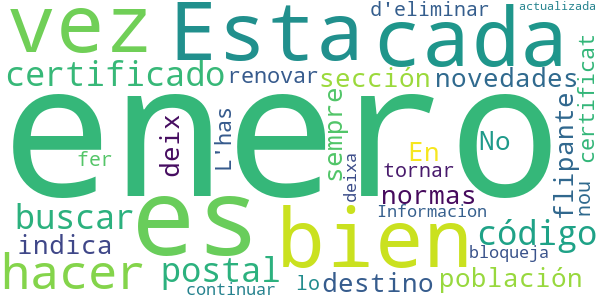 vez Esta cada d'eliminar actualizada
certificado renovar sección novedades
enero
fer deix L'has sempre deixa En No tornar normas flipante nou certificat
buscar es bien Informacion código
indica bloqueja
hacer postal lo destino población
continuar